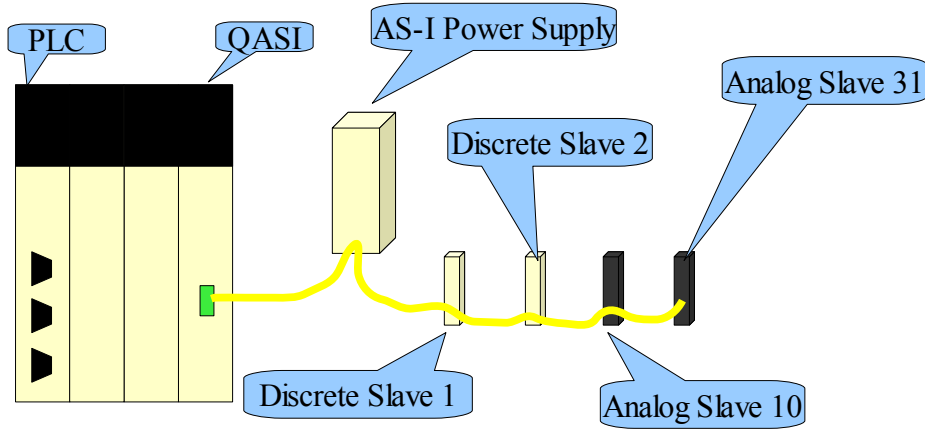 PLC
QASI
AS-I Power Supply
Analog Slave 31
Discrete Slave 2
Discrete Slave 1
Analog Slave 10